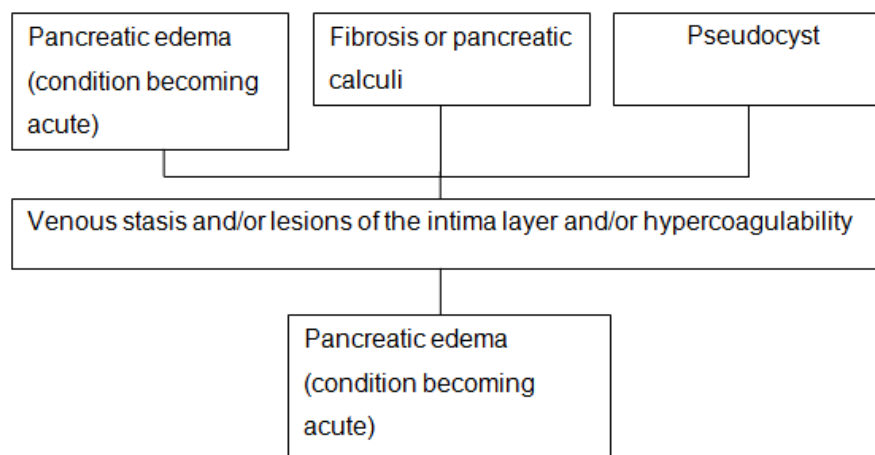 Pancreatic edema
(condition becoming
acute)
Fibrosis or pancreatic
calculi
Pseudocyst
Venous stasis and/or lesions of the intima layer and/or hypercoagulability
Pancreatic edema
(condition becoming
acute)